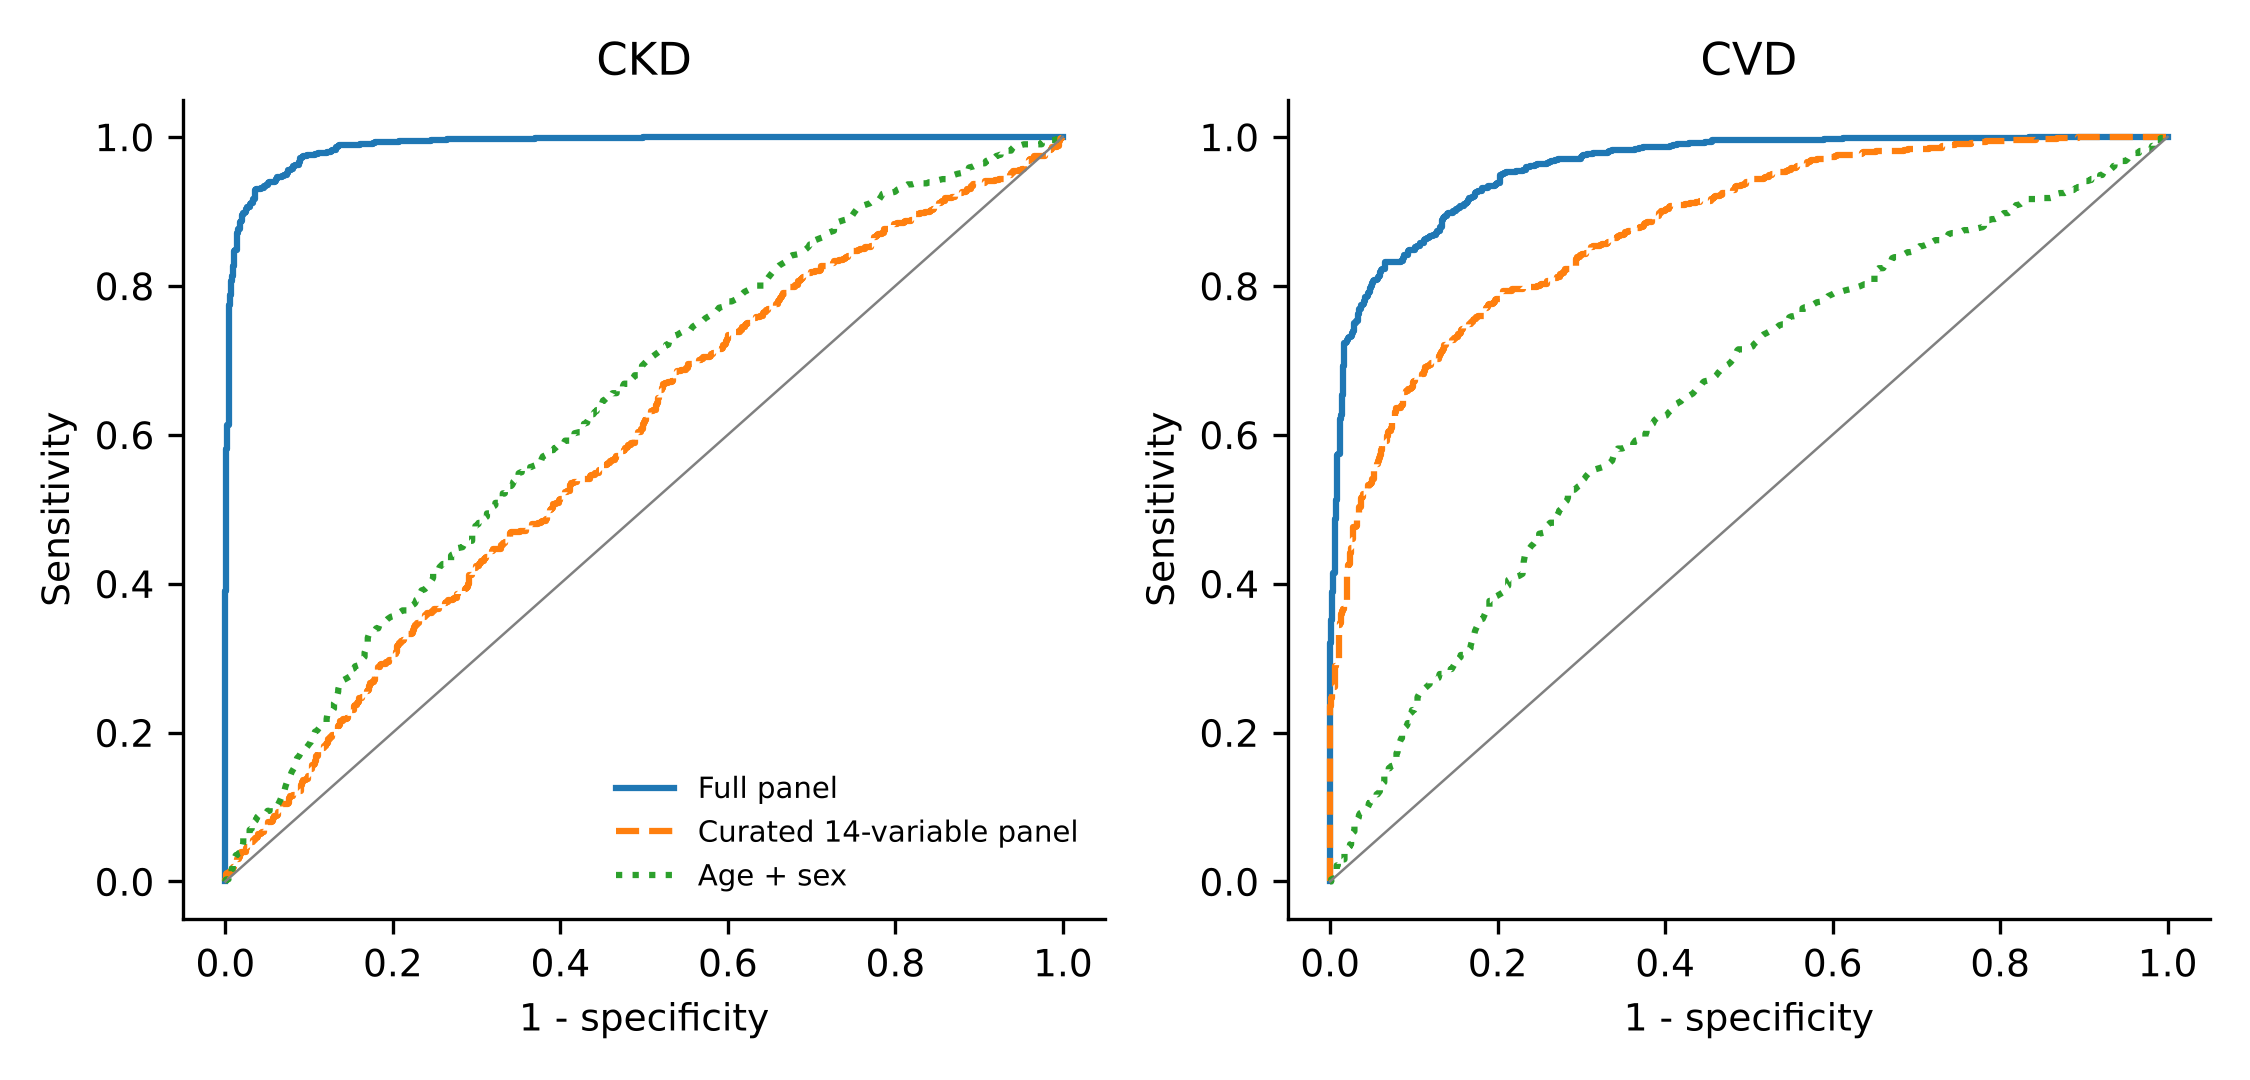 CKD
1.0
0.8
0.6
0.4
0.2
0.0
Sensitivity
Full panel
Curated 14-variable panel
Age + sex
0.0 0.2 0.4 0.6 0.8 1.0
1 - specificity
CVD
1.0
0.8
0.6
0.4
0.2
0.0
Sensitivity
0.0 0.2 0.4 0.6 0.8 1.0
1 - specificity